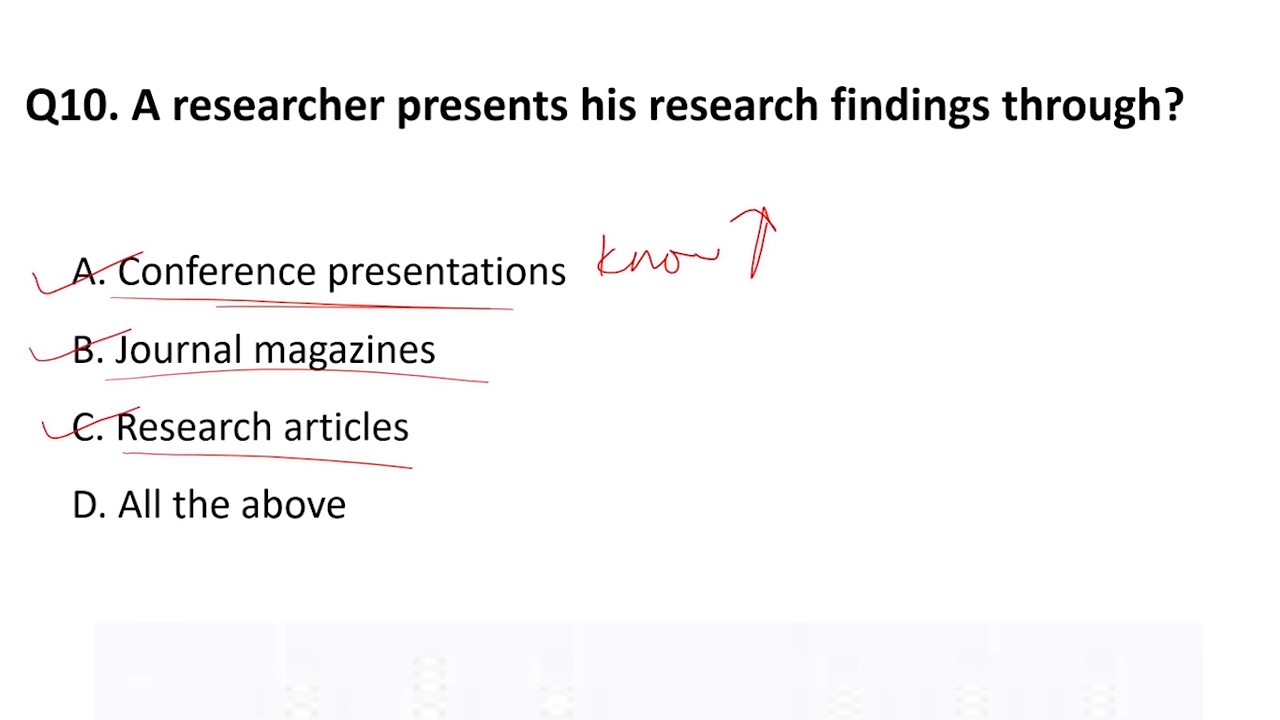 Q10. A researcher presents his research findings through?
A. Conference presentations know ↑
B. Journal magazines
C. Research articles
D. All the above